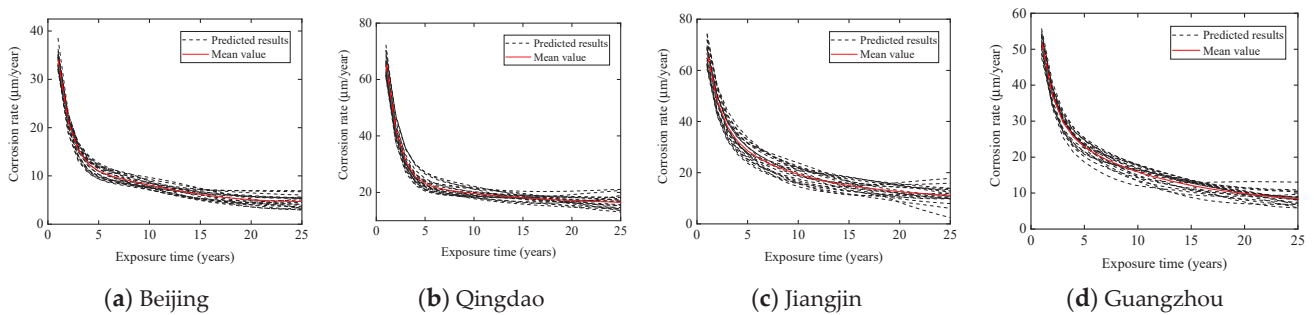 40
30
20
10
0
Corrosion rate (μm/year)
Predicted results
Mean value
0 5 10 15 20 25
Exposure time (years)
(a) Beijing
80
60
40
20
Corrosion rate (μm/year)
Predicted results
Mean value
0 5 10 15 20 25
Exposure time (years)
(b) Qingdao
80
60
40
20
0
Corrosion rate (μm/year)
Predicted results
Mean value
0 5 10 15 20 25
Exposure time (years)
(c) Jiangjin
60
50
40
30
20
10
0
Corrosion rate (μm/year)
Predicted results
Mean value
0 5 10 15 20 25
Exposure time (years)
(d) Guangzhou